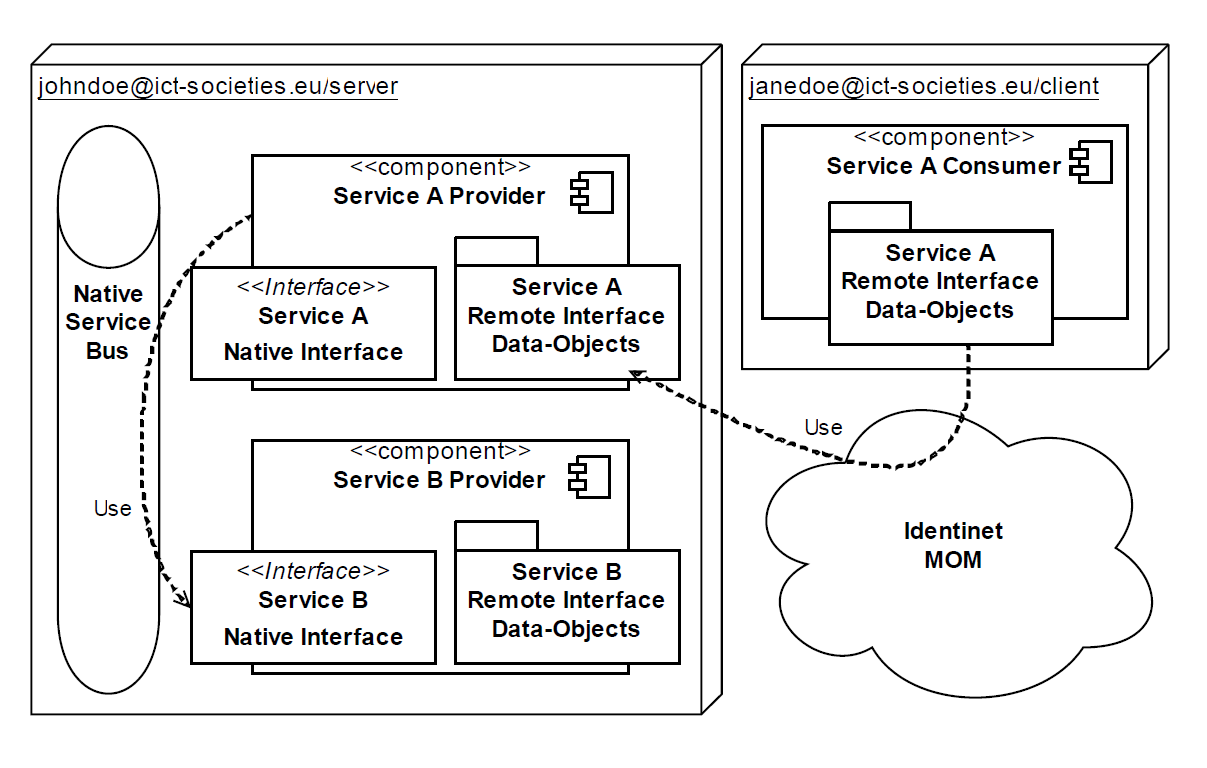 johndoe@ict-societies.eu/server
Native
Service
Bus
<<component>>
Service A Provider
<<Interface>>
Service A
Native Interface
Service A
Remote Interface
Data-Objects
Use
<<component>>
Service B Provider
<<Interface>>
Service B
Native Interface
Service B
Remote Interface
Data-Objects
janedoe@ict-societies.eu/client
<<component>>
Service A Consumer
Service A
Remote Interface
Data-Objects
Use
Identinet
MOM